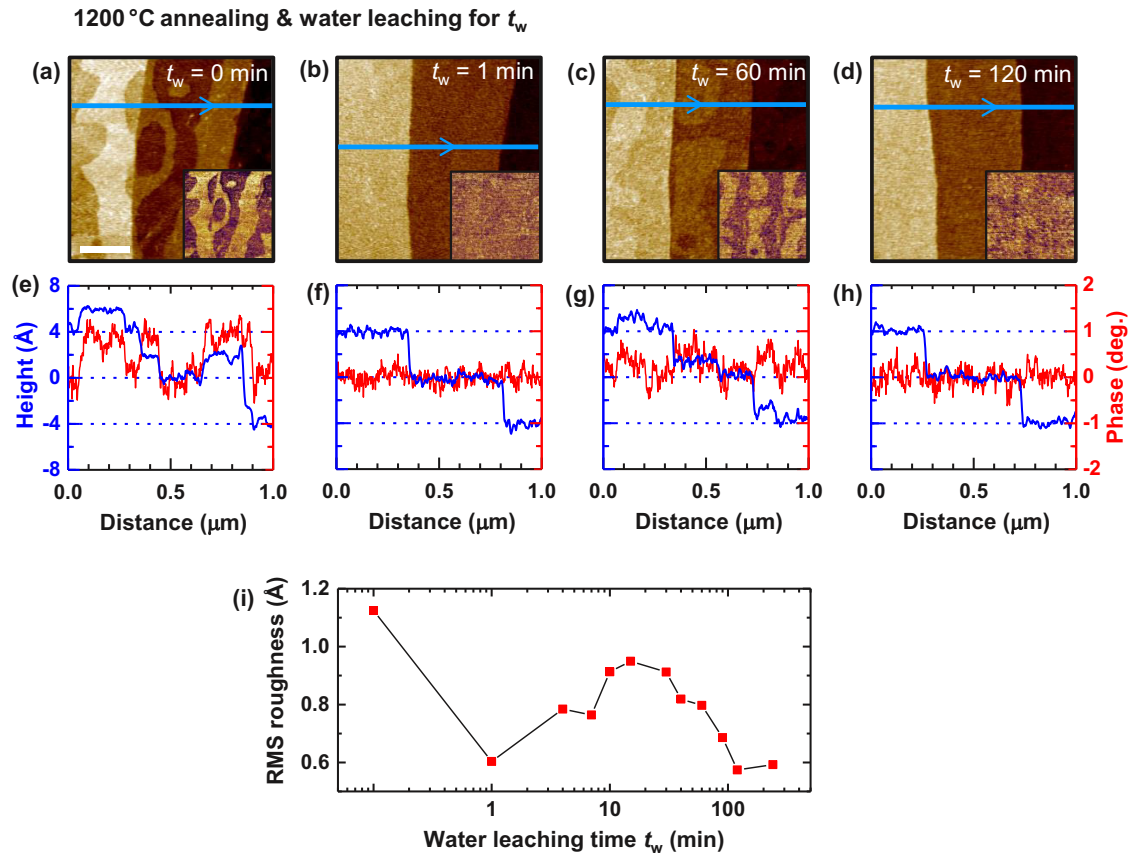 1200 °C annealing & water leaching for tw
(a) tw = 0 min (b) tw = 1 min (c) tw = 60 min (d) tw = 120 min
(e) (f) (g) (h)
8
4
0
-4
-8
Height (Å)
2
1
0
-1
-2
Phase (deg.)
0.0 0.5 1.0 0.0 0.5 1.0 0.0 0.5 1.0 0.0 0.5 1.0
Distance (μm) Distance (μm) Distance (μm) Distance (μm)
(i)
1.2
1.0
0.8
0.6
RMS roughness (Å)
1 10 100
Water leaching time tw (min)